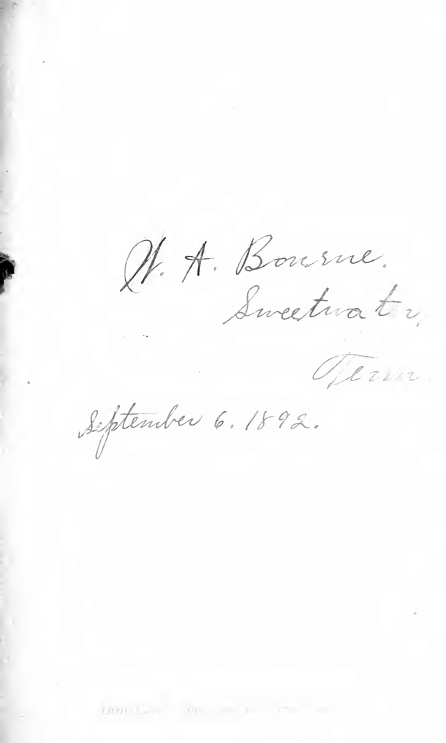 W. A. Bourne.
Sweetwater,
Tenn.
September 6. 1892.